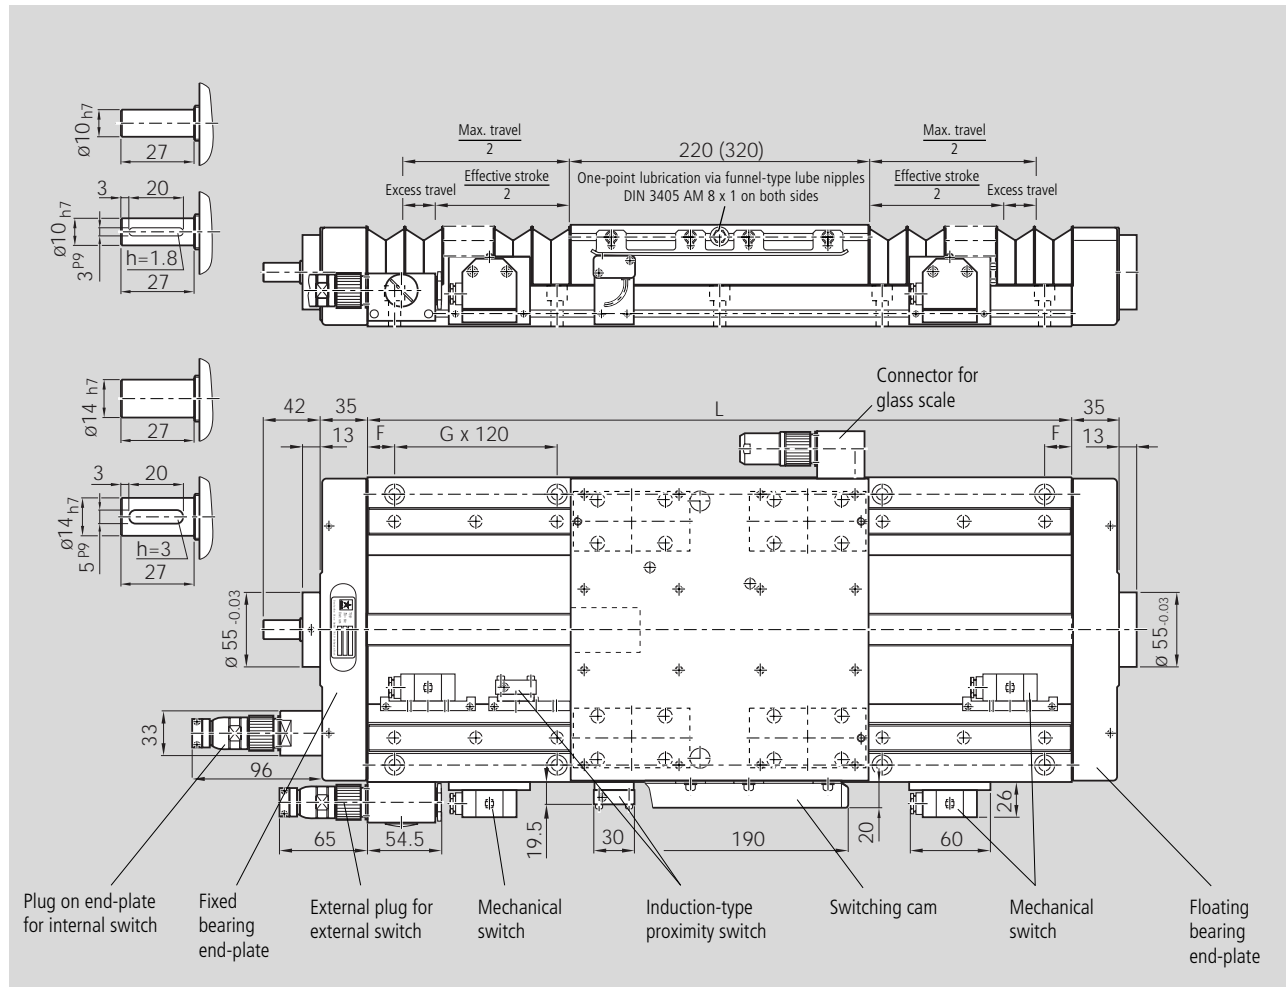 ø10 h7
27
3
20
ø10 h7
3 P9
h=1.8
27
Max. travel
2
220 (320)
Max. travel
2
Effective stroke
2
One-point lubrication via funnel-type lube nipples
DIN 3405 AM 8 x 1 on both sides
Effective stroke
2
Excess travel
Excess travel
ø14 h7
27
3
20
ø14 h7
5 P9
h=3
27
Connector for
glass scale
42
35
L
35
13
F
G x 120
F
13
ø 55 -0.03
ø 55 -0.03
33
96
65
54.5
19.5
30
190
20
60
26
Plug on end-plate
for internal switch
Fixed
bearing
end-plate
External plug for
external switch
Mechanical
switch
Induction-type
proximity switch
Switching cam
Mechanical
switch
Floating
bearing
end-plate